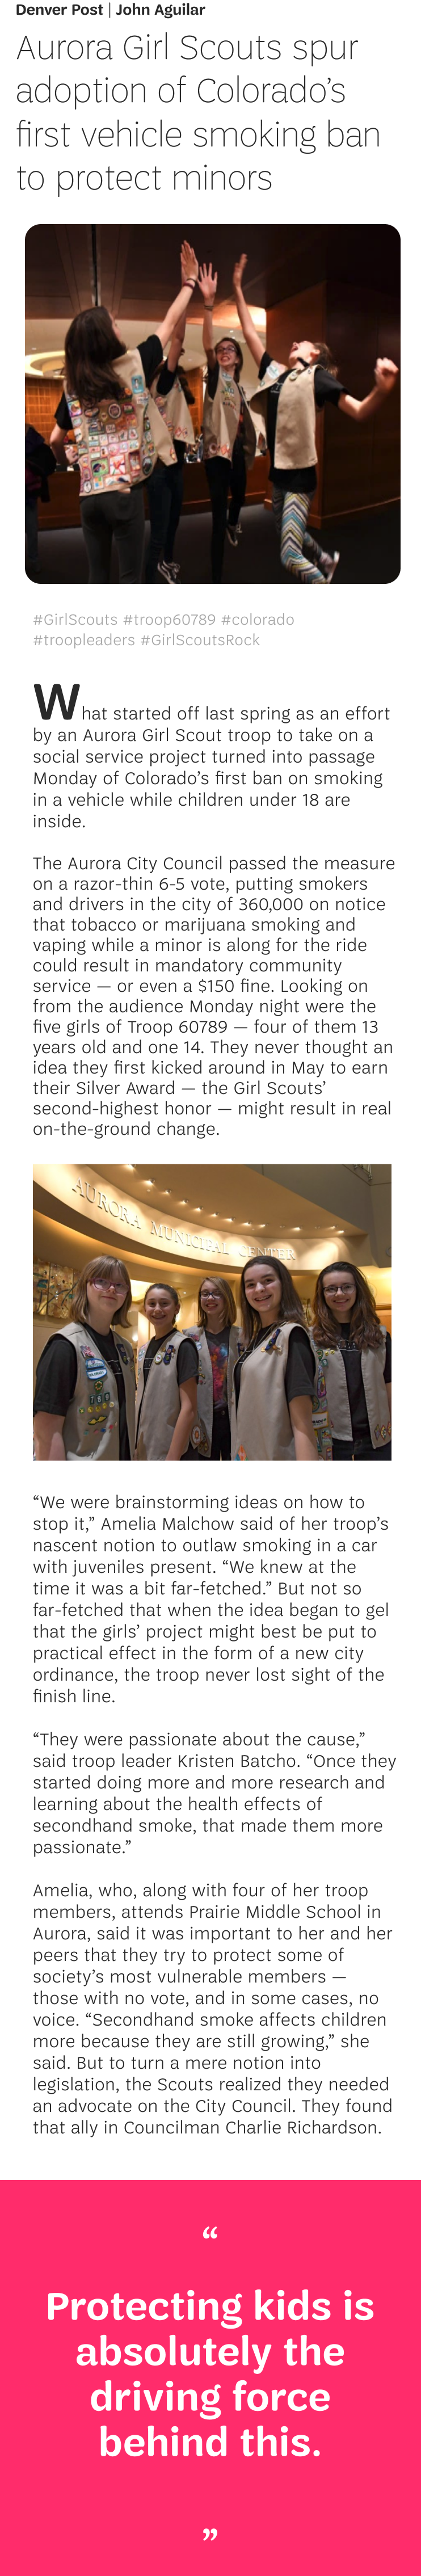 Denver Post | John Aguilar
Aurora Girl Scouts spur
adoption of Colorado’s
first vehicle smoking ban
to protect minors
#GirlScouts #troop60789 #colorado
#troopleaders #GirlScoutsRock
What started off last spring as an effort
by an Aurora Girl Scout troop to take on a
social service project turned into passage
Monday of Colorado’s first ban on smoking
in a vehicle while children under 18 are
inside.
The Aurora City Council passed the measure
on a razor-thin 6-5 vote, putting smokers
and drivers in the city of 360,000 on notice
that tobacco or marijuana smoking and
vaping while a minor is along for the ride
could result in mandatory community
service — or even a $150 fine. Looking on
from the audience Monday night were the
five girls of Troop 60789 — four of them 13
years old and one 14. They never thought an
idea they first kicked around in May to earn
their Silver Award — the Girl Scouts’
second-highest honor — might result in real
on-the-ground change.
AURORA MUNICIPAL CENTER
“We were brainstorming ideas on how to
stop it,” Amelia Malchow said of her troop’s
nascent notion to outlaw smoking in a car
with juveniles present. “We knew at the
time it was a bit far-fetched.” But not so
far-fetched that when the idea began to gel
that the girls’ project might best be put to
practical effect in the form of a new city
ordinance, the troop never lost sight of the
finish line.
“They were passionate about the cause,”
said troop leader Kristen Batcho. “Once they
started doing more and more research and
learning about the health effects of
secondhand smoke, that made them more
passionate.”
Amelia, who, along with four of her troop
members, attends Prairie Middle School in
Aurora, said it was important to her and her
peers that they try to protect some of
society’s most vulnerable members —
those with no vote, and in some cases, no
voice. “Secondhand smoke affects children
more because they are still growing,” she
said. But to turn a mere notion into
legislation, the Scouts realized they needed
an advocate on the City Council. They found
that ally in Councilman Charlie Richardson.
“
Protecting kids is
absolutely the
driving force
behind this.
”